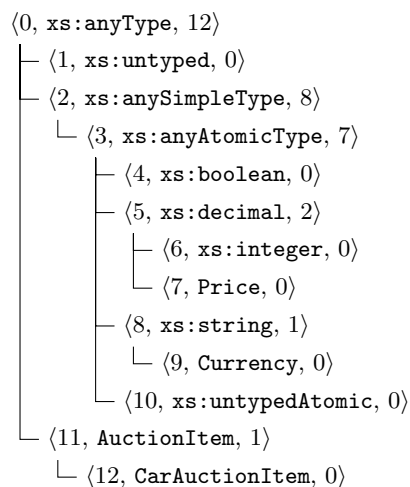 ⟨0, xs:anyType, 12⟩
⟨1, xs:untyped, 0⟩
⟨2, xs:anySimpleType, 8⟩
⟨3, xs:anyAtomicType, 7⟩
⟨4, xs:boolean, 0⟩
⟨5, xs:decimal, 2⟩
⟨6, xs:integer, 0⟩
⟨7, Price, 0⟩
⟨8, xs:string, 1⟩
⟨9, Currency, 0⟩
⟨10, xs:untypedAtomic, 0⟩
⟨11, AuctionItem, 1⟩
⟨12, CarAuctionItem, 0⟩